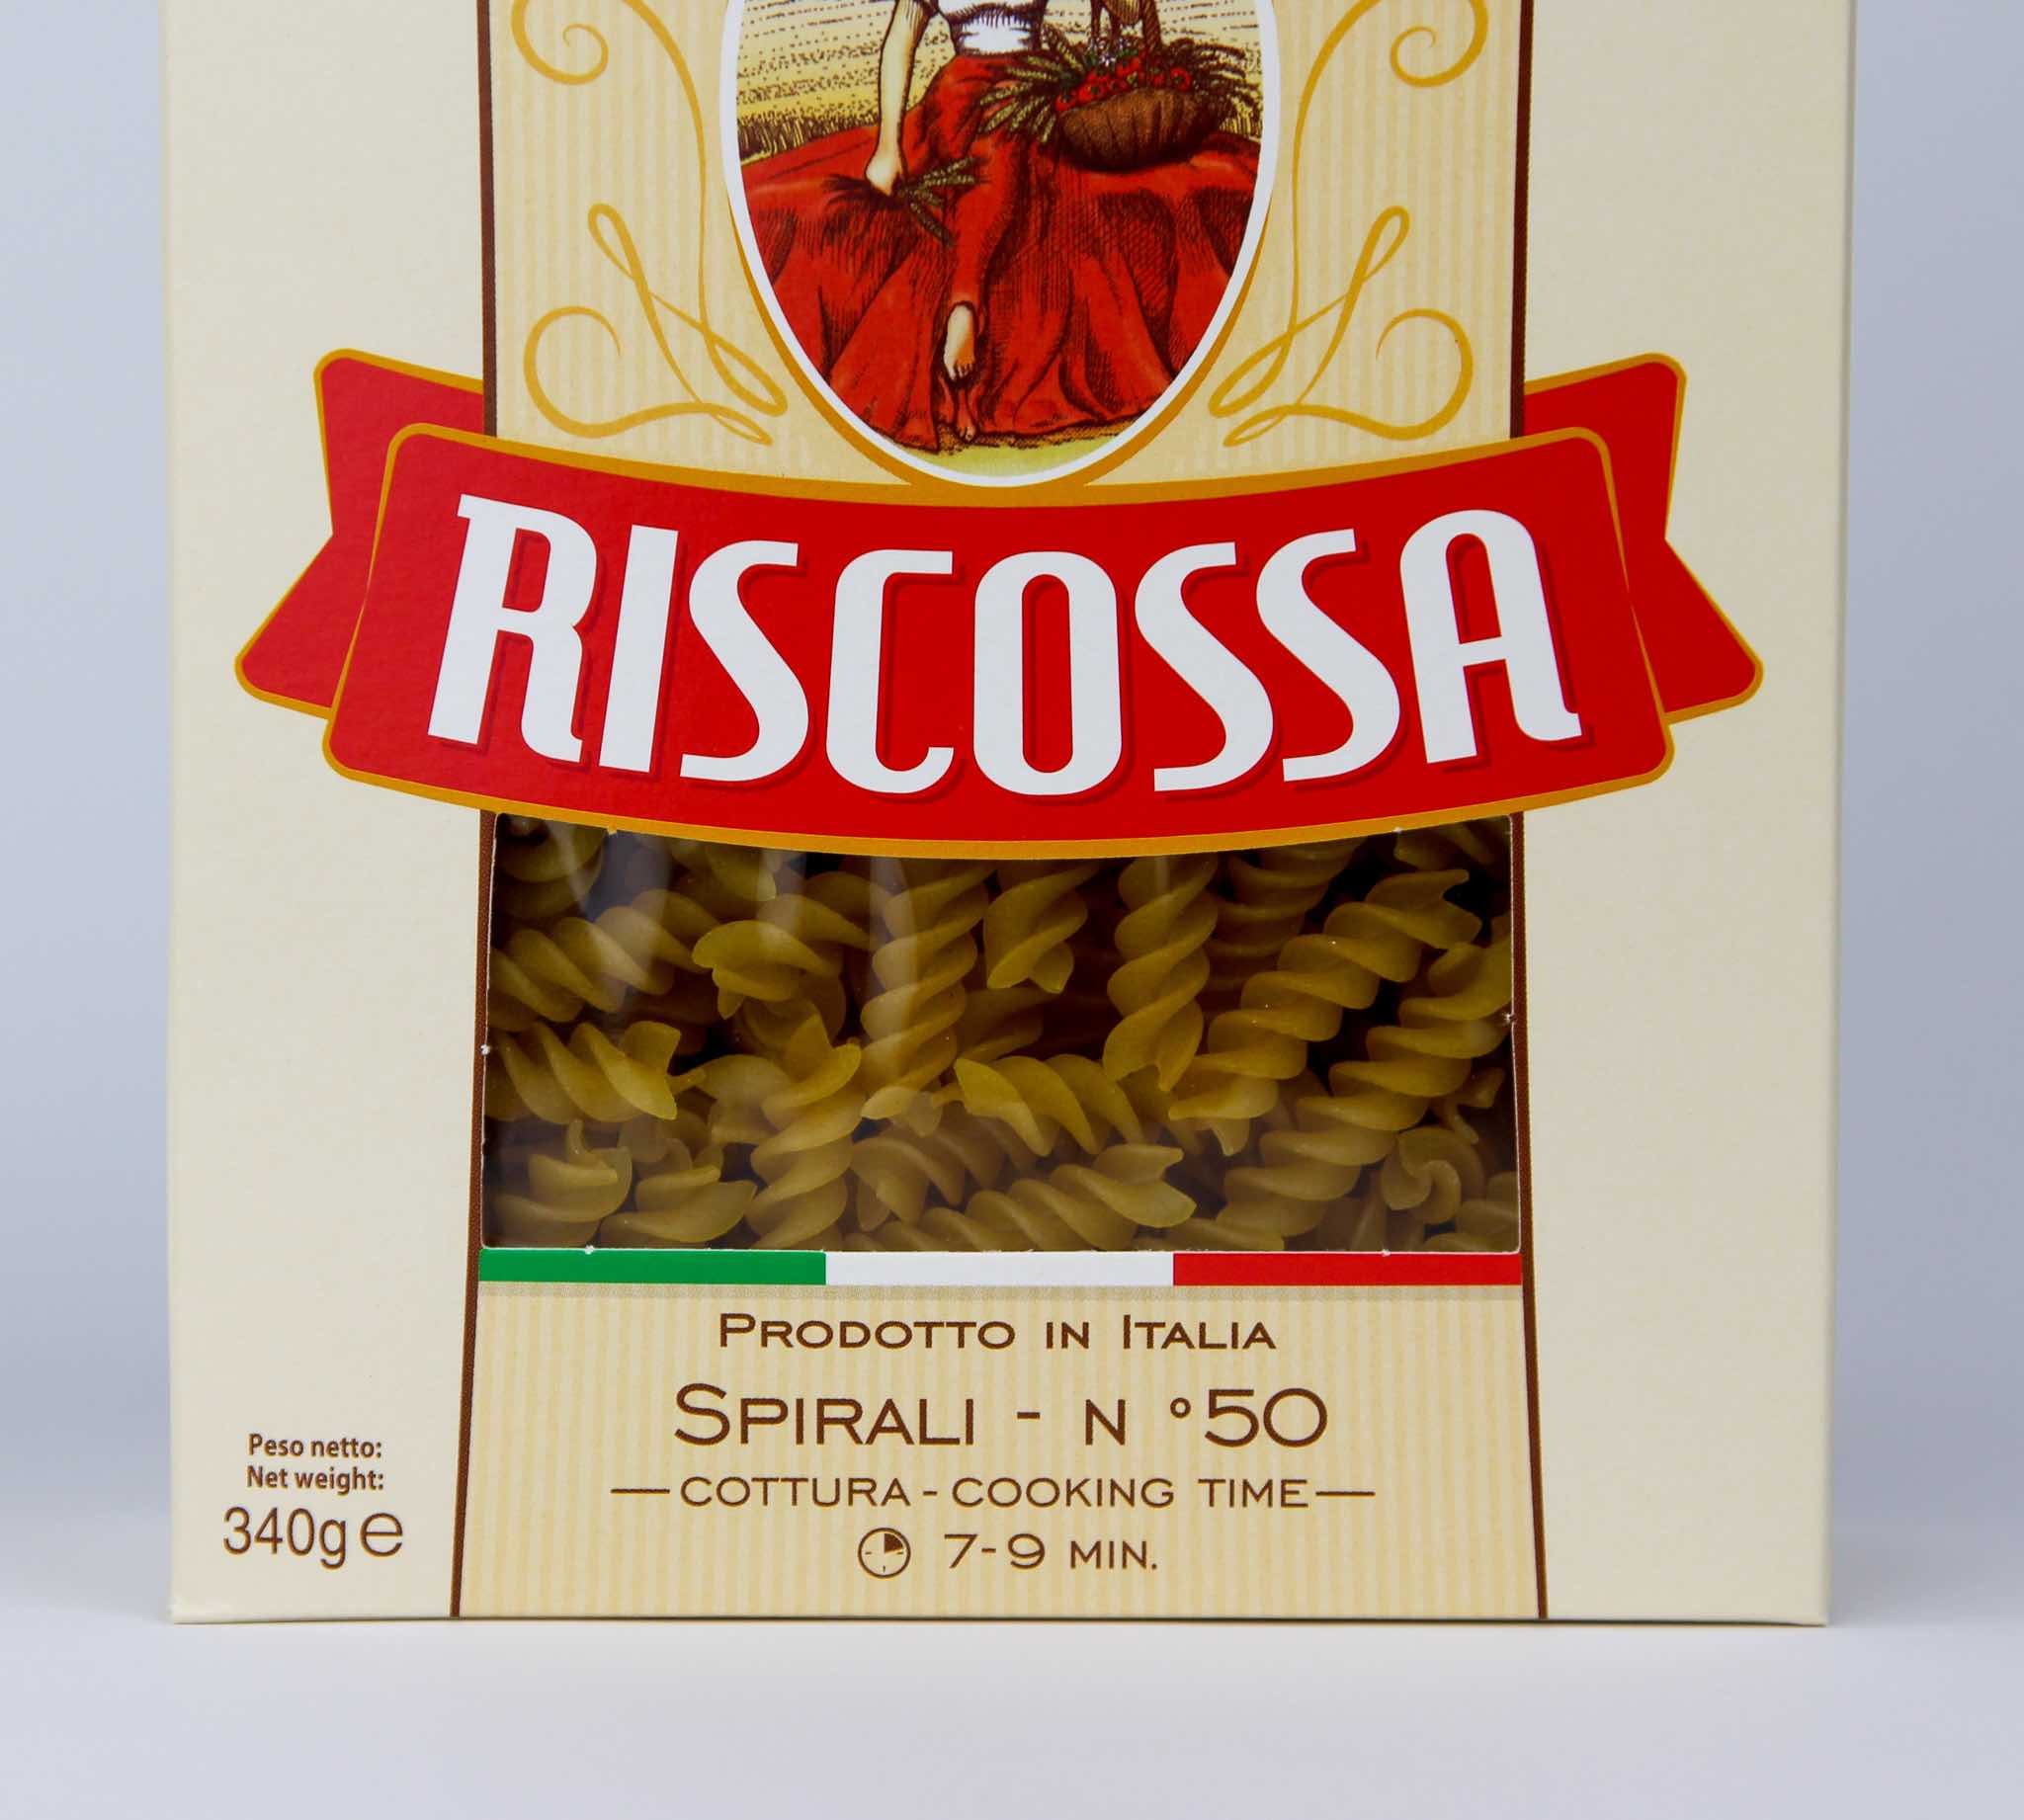 RISCOSSA
PRODOTTO IN ITALIA
SPIRALI - N °50
COTTURA - COOKING TIME
7-9 MIN.
Peso netto:
Net weight:
340g e